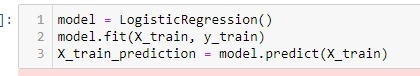 ]:
1 model = LogisticRegression()
2 model.fit(X_train, y_train)
3 X_train_prediction = model.predict(X_train)